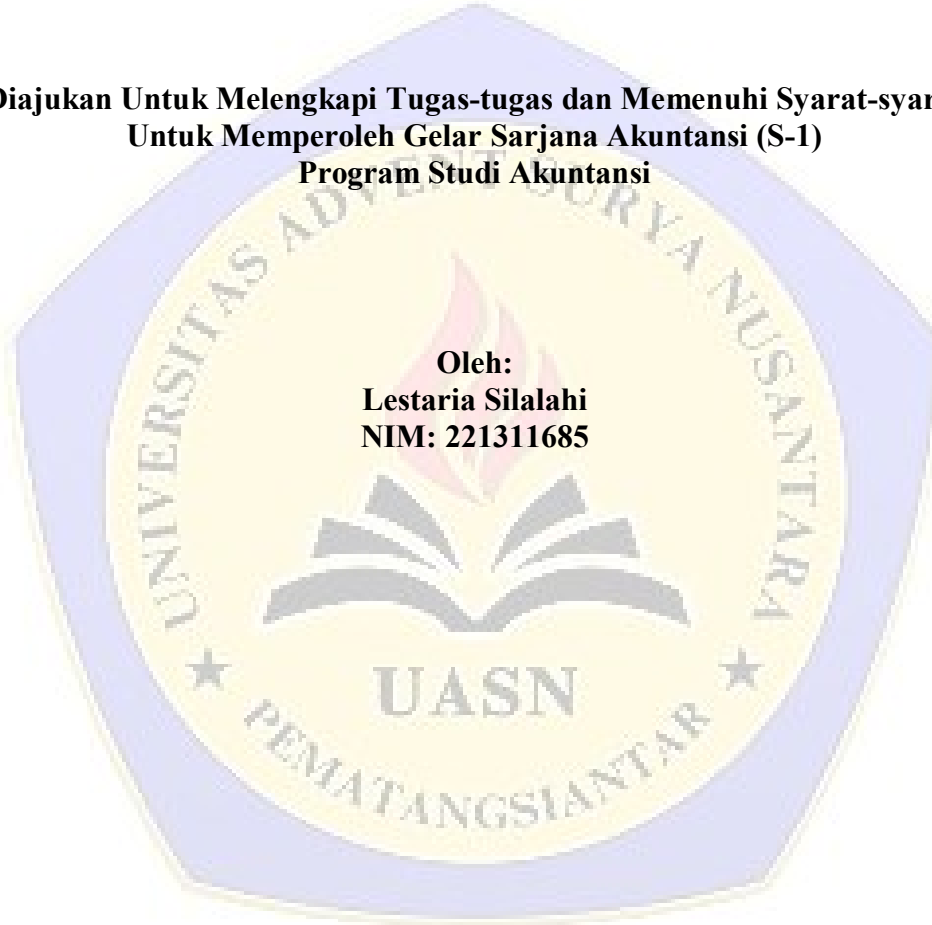 Diajukan Untuk Melengkapi Tugas-tugas dan Memenuhi Syarat-syar
Untuk Memperoleh Gelar Sarjana Akuntansi (S-1)
Program Studi Akuntansi
UNIVERSITAS ADVENT SURYA NUSANTARA
Oleh:
Lestaria Silalahi
NIM: 221311685
UASN
PEMATANGSIANTAR